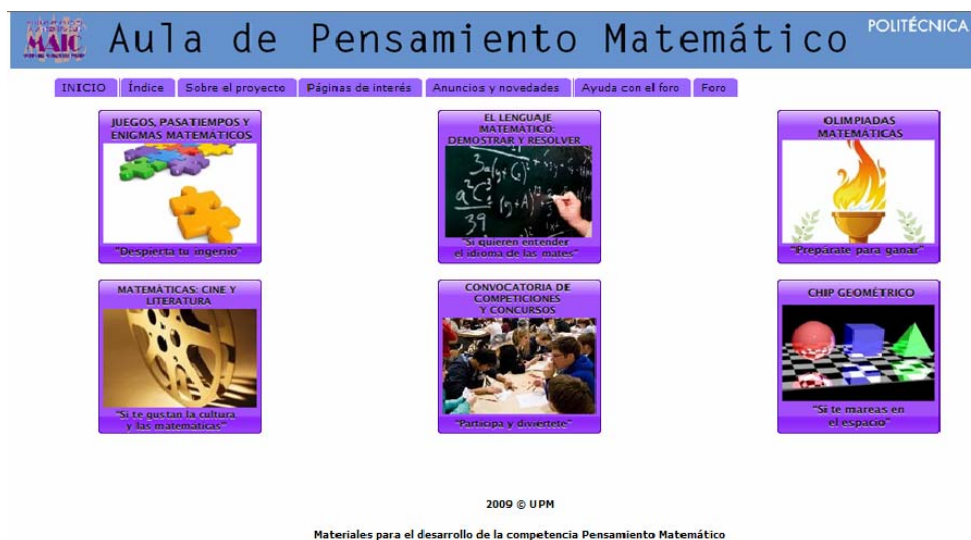 MAIC
Aula de Pensamiento Matemático
POLITÉCNICA
INICIO
Índice
Sobre el proyecto
Páginas de interés
Anuncios y novedades
Ayuda con el foro
Foro
JUEGOS, PASATIEMPOS Y
ENIGMAS MATEMÁTICOS
"Despierta tu ingenio"
EL LENGUAJE
MATEMÁTICO:
DEMOSTRAR Y RESOLVER
"Si quieren entender
el idioma de las mates"
OLIMPIADAS
MATEMÁTICAS
"Prepárate para ganar"
MATEMÁTICAS: CINE Y
LITERATURA
"Si te gustan la cultura
y las matemáticas"
CONVOCATORIA DE
COMPETICIONES
Y CONCURSOS
"Participa y diviertete"
CHIP GEOMÉTRICO
"Si te mareas en
el espacio"
2009 © UPM
Materiales para el desarrollo de la competencia Pensamiento Matemático